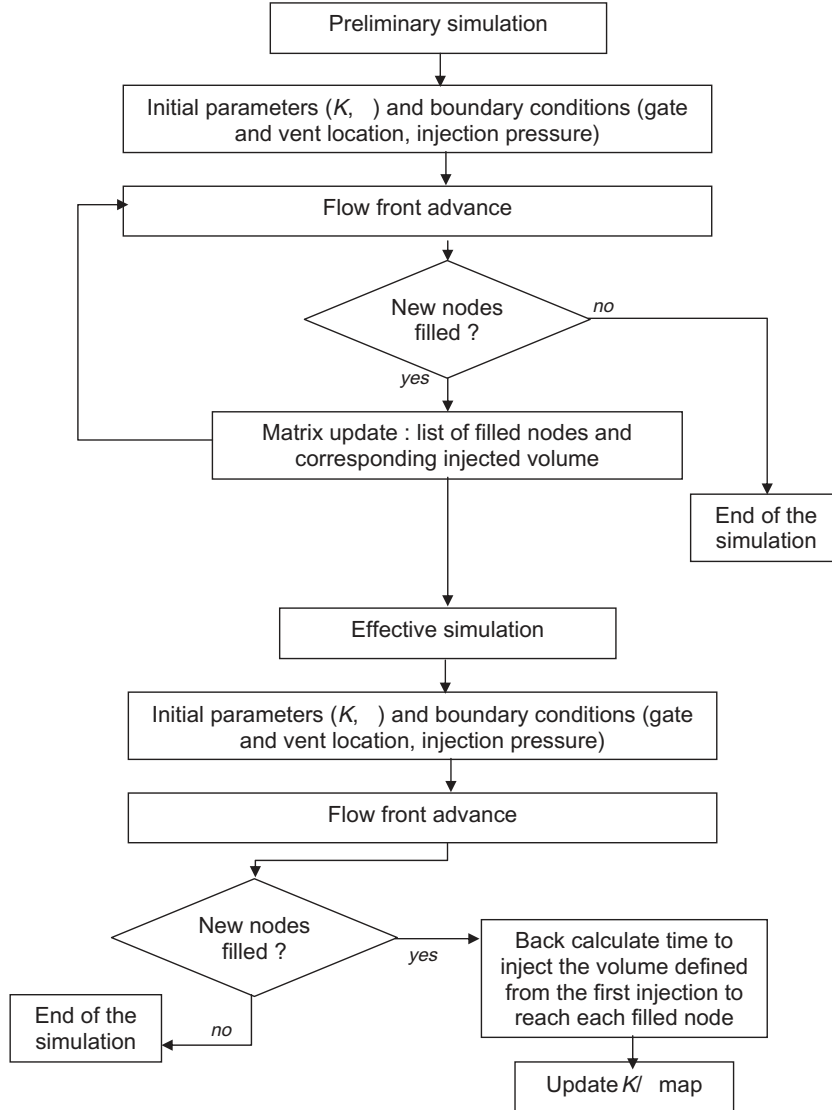 Preliminary simulation
Initial parameters (K, ) and boundary conditions (gate
and vent location, injection pressure)
Flow front advance
New nodes
filled ?
no
yes
Matrix update : list of filled nodes and
corresponding injected volume
End of the
simulation
Effective simulation
Initial parameters (K, ) and boundary conditions (gate
and vent location, injection pressure)
Flow front advance
New nodes
filled ?
yes
Back calculate time to
inject the volume defined
from the first injection to
reach each filled node
no
End of the
simulation
Update K/ map